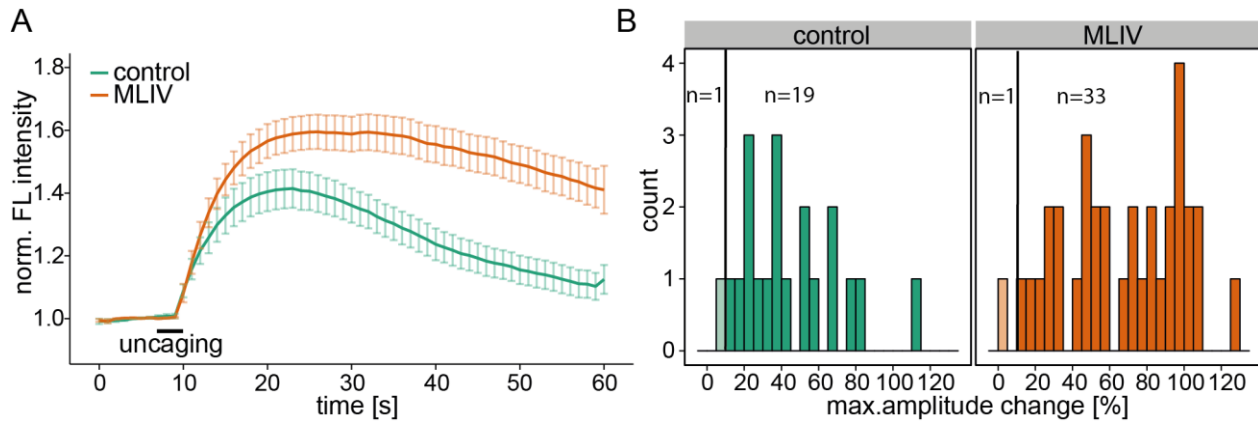 A
norm. FL intensity
1.8
1.6
1.4
1.2
1.0
control
MLIV
uncaging
0 10 20 30 40 50 60
time [s]
B
control MLIV
count
4
3
2
1
0
n=1 n=19 n=1 n=33
0 20 40 60 80 100 120 0 20 40 60 80 100 120
max.amplitude change [%]